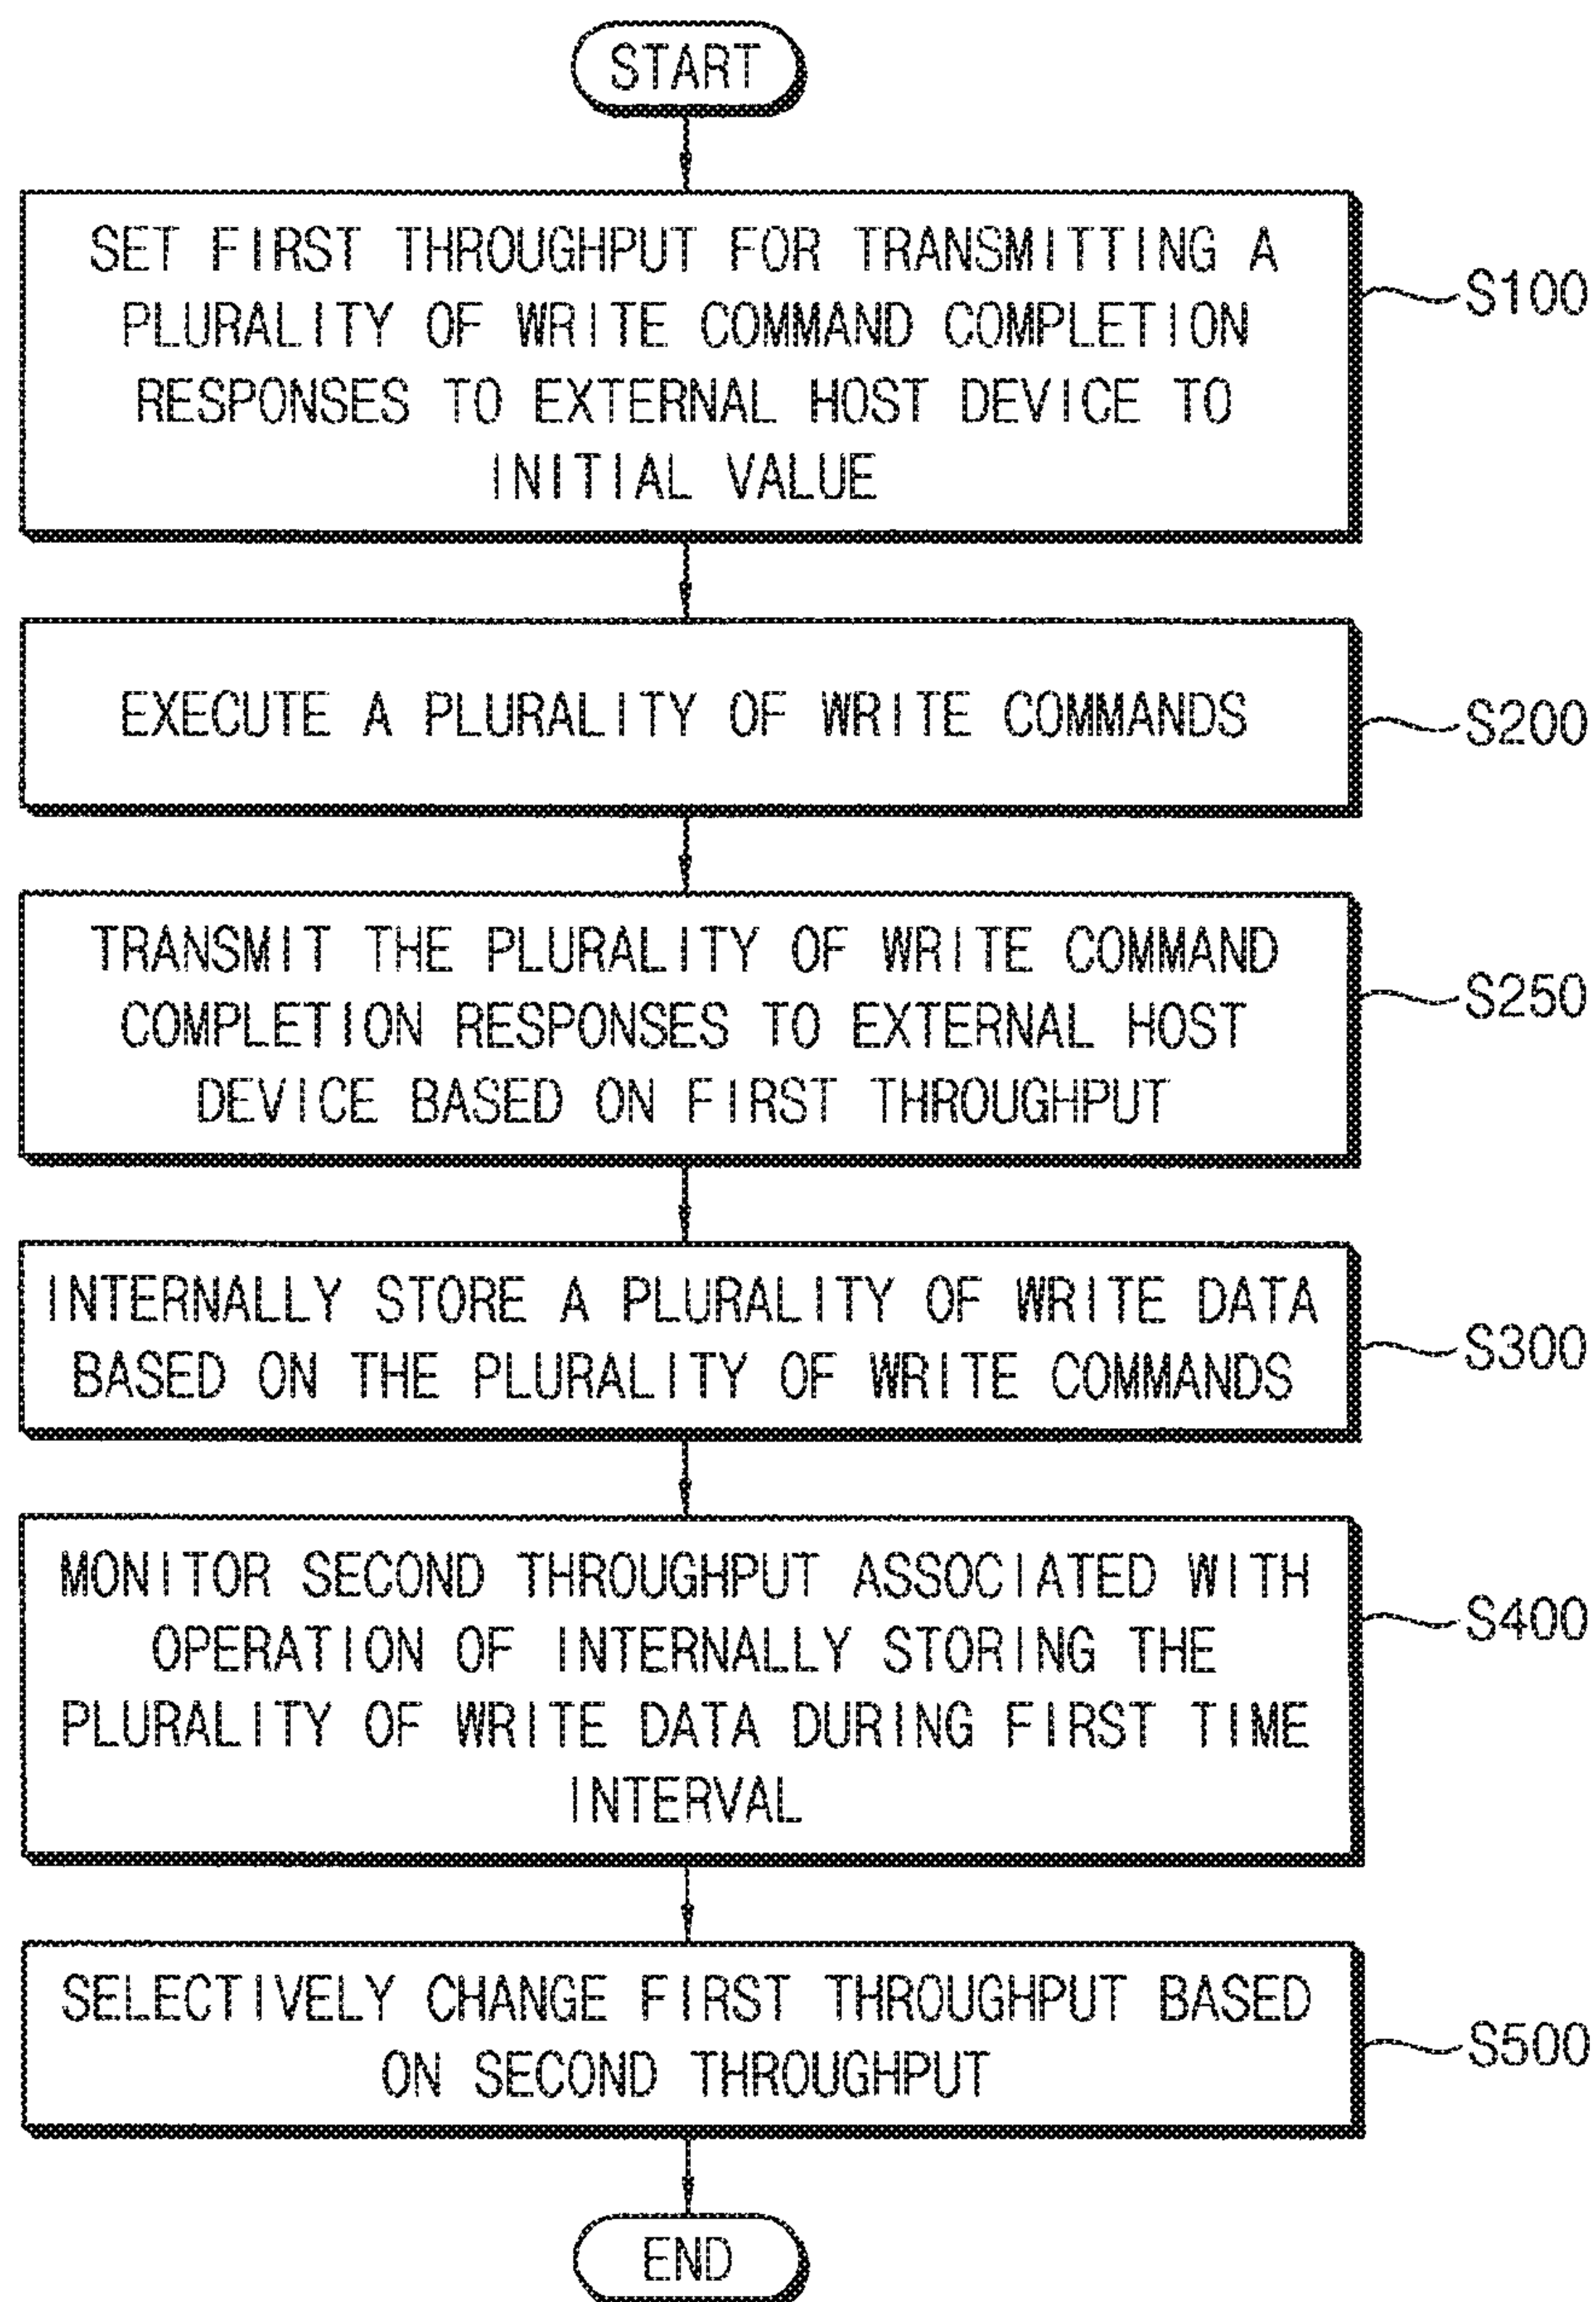 START
SET FIRST THROUGHPUT FOR TRANSMITTING A
PLURALITY OF WRITE COMMAND COMPLETION
RESPONSES TO EXTERNAL HOST DEVICE TO
INITIAL VALUE
S100
EXECUTE A PLURALITY OF WRITE COMMANDS
S200
TRANSMIT THE PLURALITY OF WRITE COMMAND
COMPLETION RESPONSES TO EXTERNAL HOST
DEVICE BASED ON FIRST THROUGHPUT
S250
INTERNALLY STORE A PLURALITY OF WRITE DATA
BASED ON THE PLURALITY OF WRITE COMMANDS
S300
MONITOR SECOND THROUGHPUT ASSOCIATED WITH
OPERATION OF INTERNALLY STORING THE
PLURALITY OF WRITE DATA DURING FIRST TIME
INTERVAL
S400
SELECTIVELY CHANGE FIRST THROUGHPUT BASED
ON SECOND THROUGHPUT
S500
END